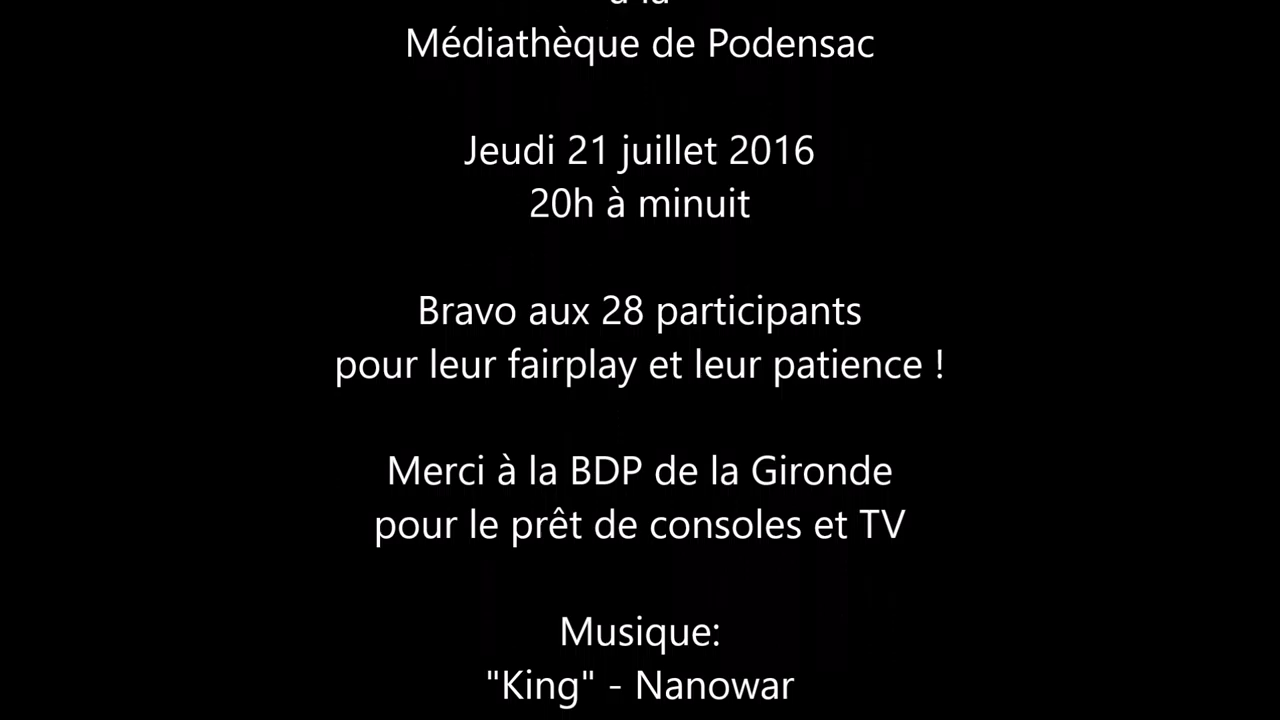 à la
Médiathèque de Podensac
Jeudi 21 juillet 2016
20h à minuit
Bravo aux 28 participants
pour leur fairplay et leur patience !
Merci à la BDP de la Gironde
pour le prêt de consoles et TV
Musique:
"King" - Nanowar